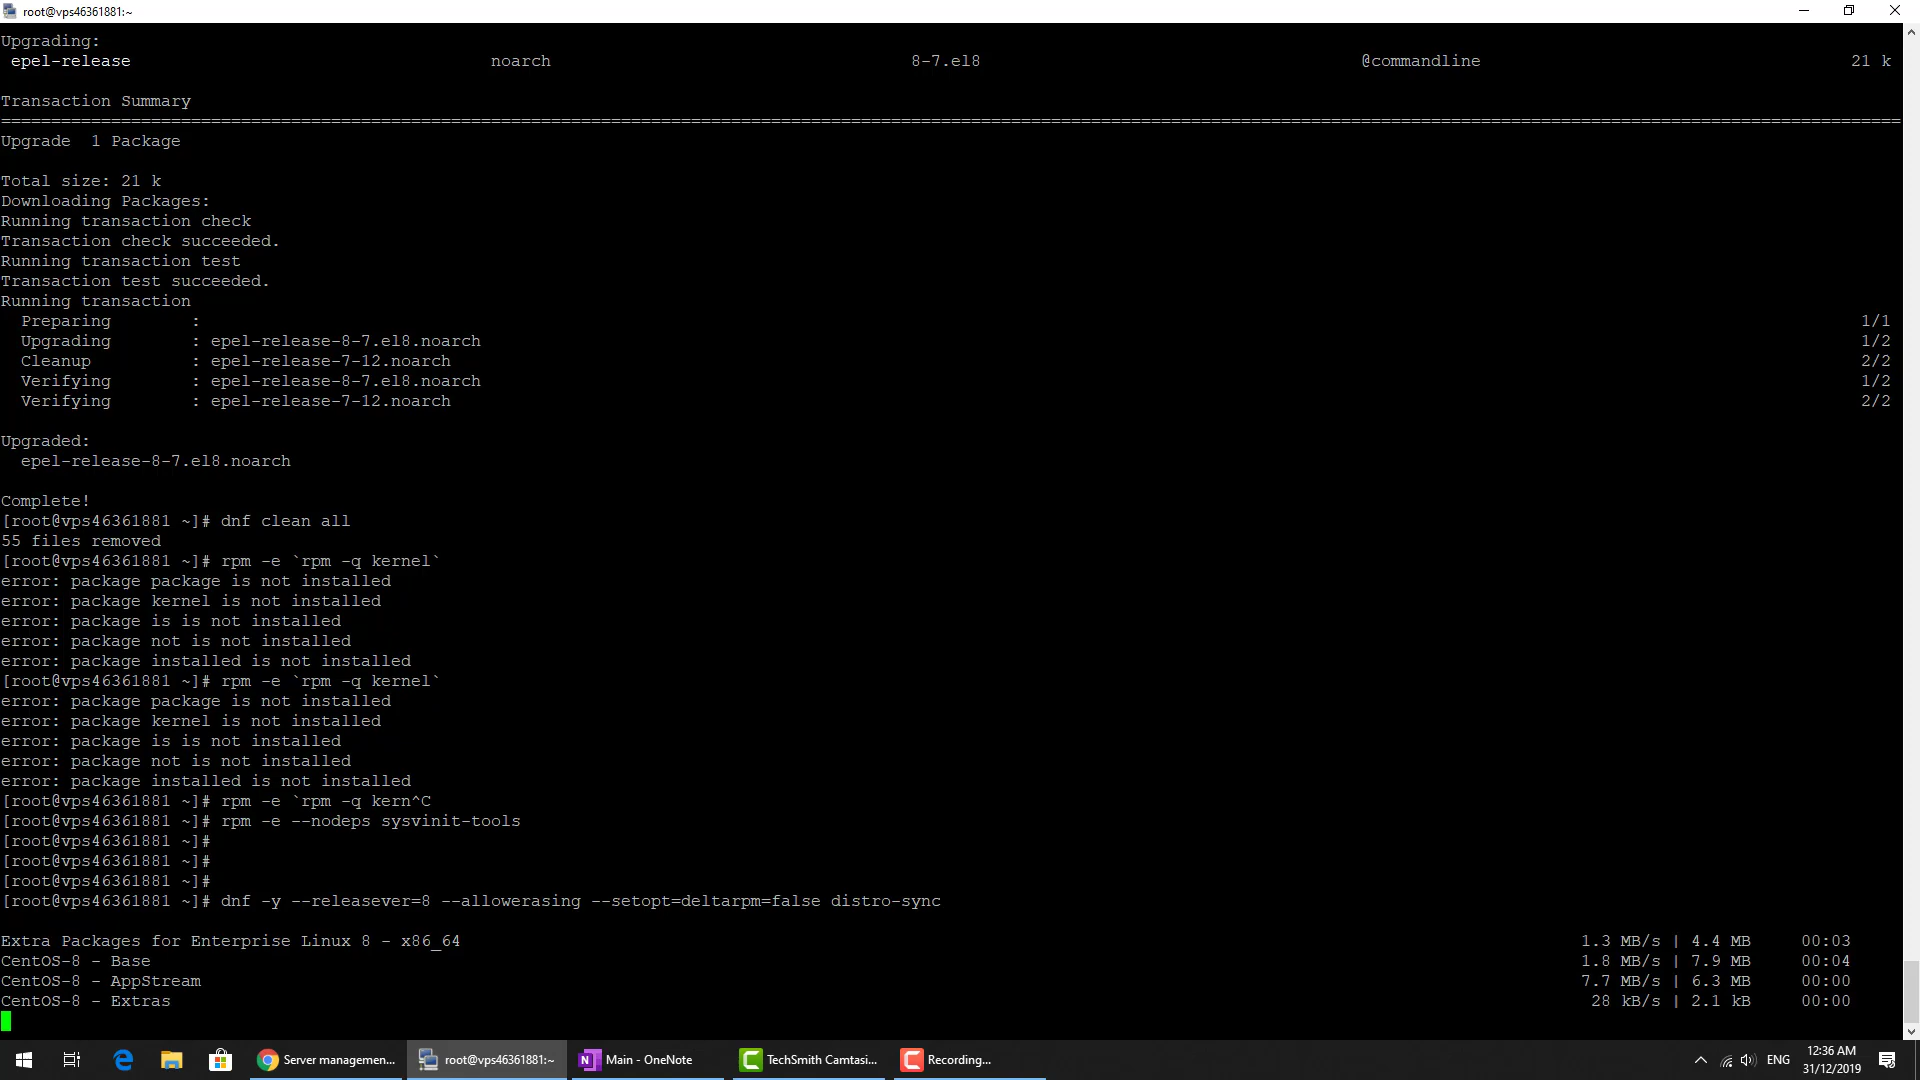 root@vps46361881:~
Upgrading:
epel-release noarch 8-7.el8 @commandline 21 k
Transaction Summary
================================================================================
Upgrade  1 Package
Total size: 21 k
Downloading Packages:
Running transaction check
Transaction check succeeded.
Running transaction test
Transaction test succeeded.
Running transaction
Preparing : 1/1
Upgrading : epel-release-8-7.el8.noarch 1/2
Cleanup : epel-release-7-12.noarch 2/2
Verifying : epel-release-8-7.el8.noarch 1/2
Verifying : epel-release-7-12.noarch 2/2
Upgraded:
epel-release-8-7.el8.noarch
Complete!
[root@vps46361881 ~]# dnf clean all
55 files removed
[root@vps46361881 ~]# rpm -e `rpm -q kernel`
error: package package is not installed
error: package kernel is not installed
error: package is is not installed
error: package not is not installed
error: package installed is not installed
[root@vps46361881 ~]# rpm -e `rpm -q kernel`
error: package package is not installed
error: package kernel is not installed
error: package is is not installed
error: package not is not installed
error: package installed is not installed
[root@vps46361881 ~]# rpm -e `rpm -q kern^C
[root@vps46361881 ~]# rpm -e --nodeps sysvinit-tools
[root@vps46361881 ~]#
[root@vps46361881 ~]#
[root@vps46361881 ~]#
[root@vps46361881 ~]# dnf -y --releasever=8 --allowerasing --setopt=deltarpm=false distro-sync
Extra Packages for Enterprise Linux 8 - x86_64 1.3 MB/s | 4.4 MB 00:03
CentOS-8 - Base 1.8 MB/s | 7.9 MB 00:04
CentOS-8 - AppStream 7.7 MB/s | 6.3 MB 00:00
CentOS-8 - Extras 28 kB/s | 2.1 kB 00:00
Server managemen... root@vps46361881:~ Main - OneNote TechSmith Camtasi... Recording... ENG 12:36 AM
31/12/2019